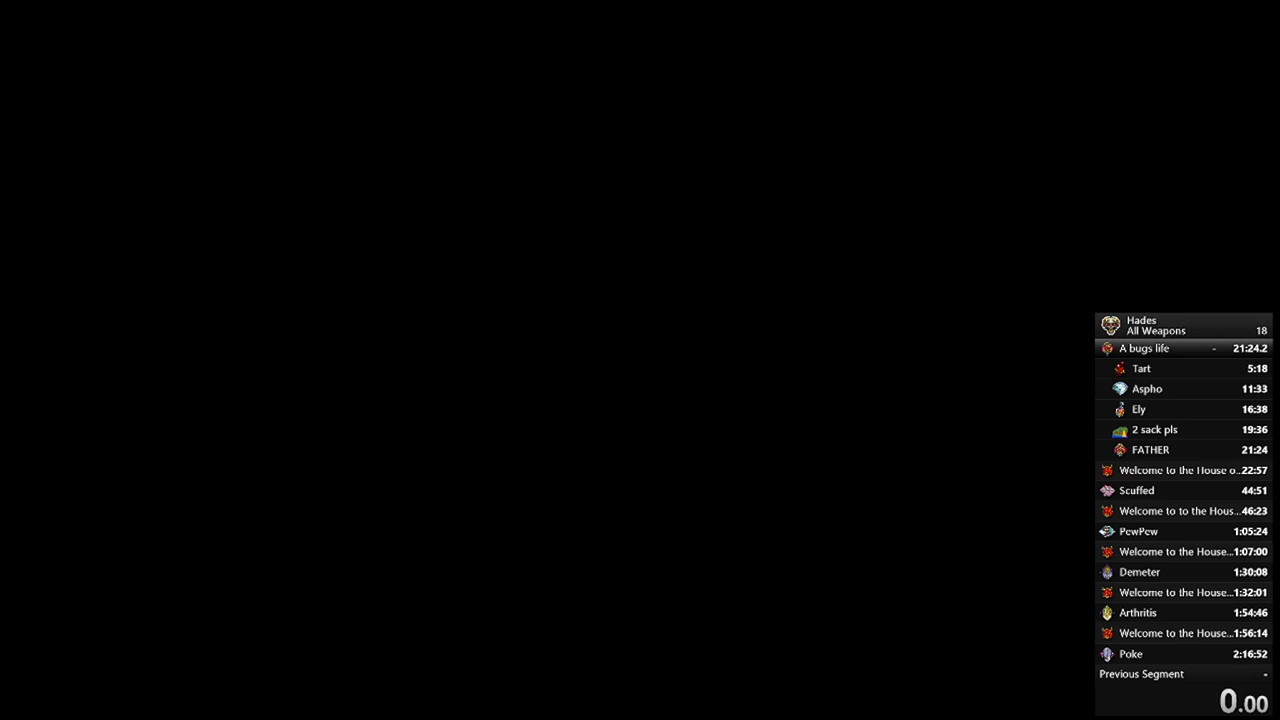 Hades
All Weapons 18
A bugs life - 21:24.2
Tart 5:18
Aspho 11:33
Ely 16:38
2 sack pls 19:36
FATHER 21:24
Welcome to the House o...22:57
Scuffed 44:51
Welcome to to the Hous...46:23
PewPew 1:05:24
Welcome to the House...1:07:00
Demeter 1:30:08
Welcome to the House...1:32:01
Arthritis 1:54:46
Welcome to the House...1:56:14
Poke 2:16:52
Previous Segment -
0.00